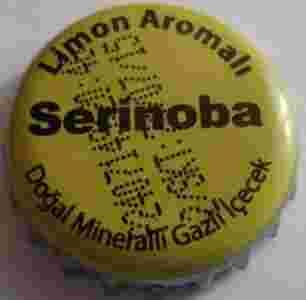 Limon Aromalı
Serinoba
Doğal Mineralli Gazlı İçecek